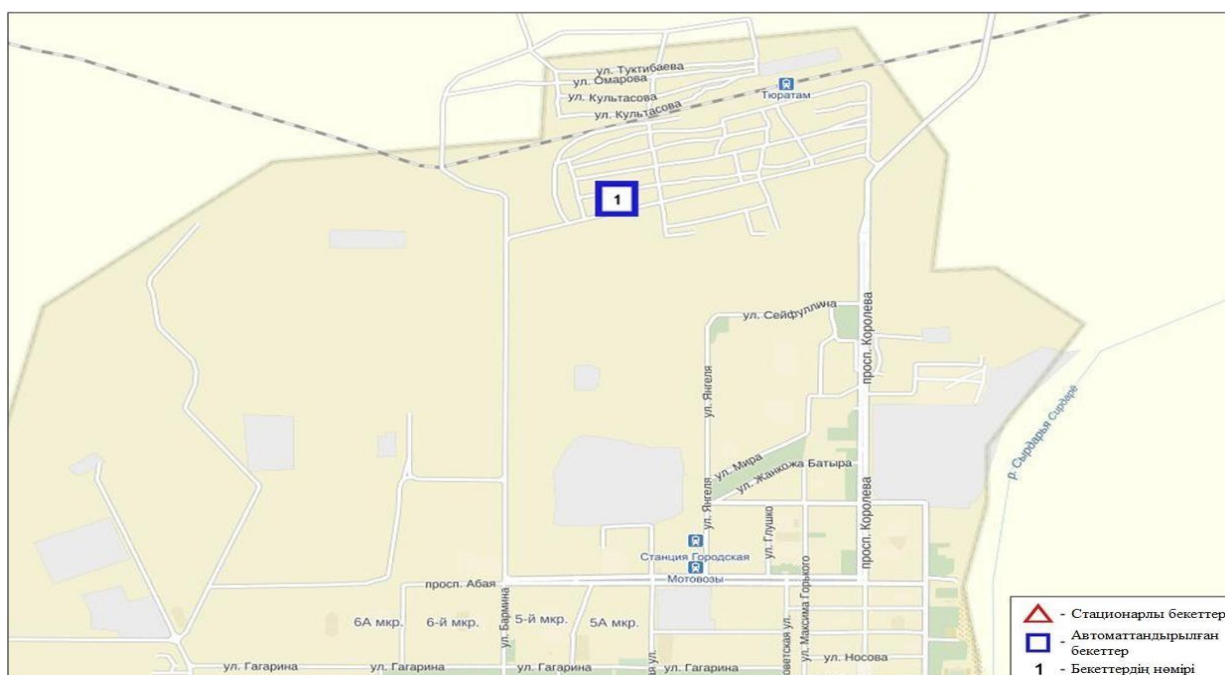 ул. Туктибаева
ул. Омарова
ул. Культасова
ул. Культасова
Тюратам
1
ул. Сейфуллина
просп. Королева
ул. Янгеля
р. Сырдарья Сирдарё
ул. Мира
ул. Жанкожа Батыра
ул. Янгеля
просп. Королева
ул. Глушко
Станция Городская
Мотовозы
просп. Абая
ул. Максима Горького
ул. Бармина
6А мкр.
6-й мкр.
5-й мкр.
5А мкр.
ул. Носова
ул. Гагарина
ул. Гагарина
ул. Гагарина
ул. Гагарина
- Стационарлы бекеттер
- Автоматтандырылған
бекеттер
1 - Бекеттердің нөмірі